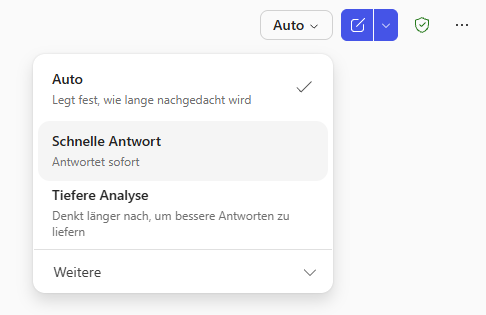 Auto
Auto
Legt fest, wie lange nachgedacht wird
Schnelle Antwort
Antwortet sofort
Tiefere Analyse
Denkt länger nach, um bessere Antworten zu
liefern
Weitere